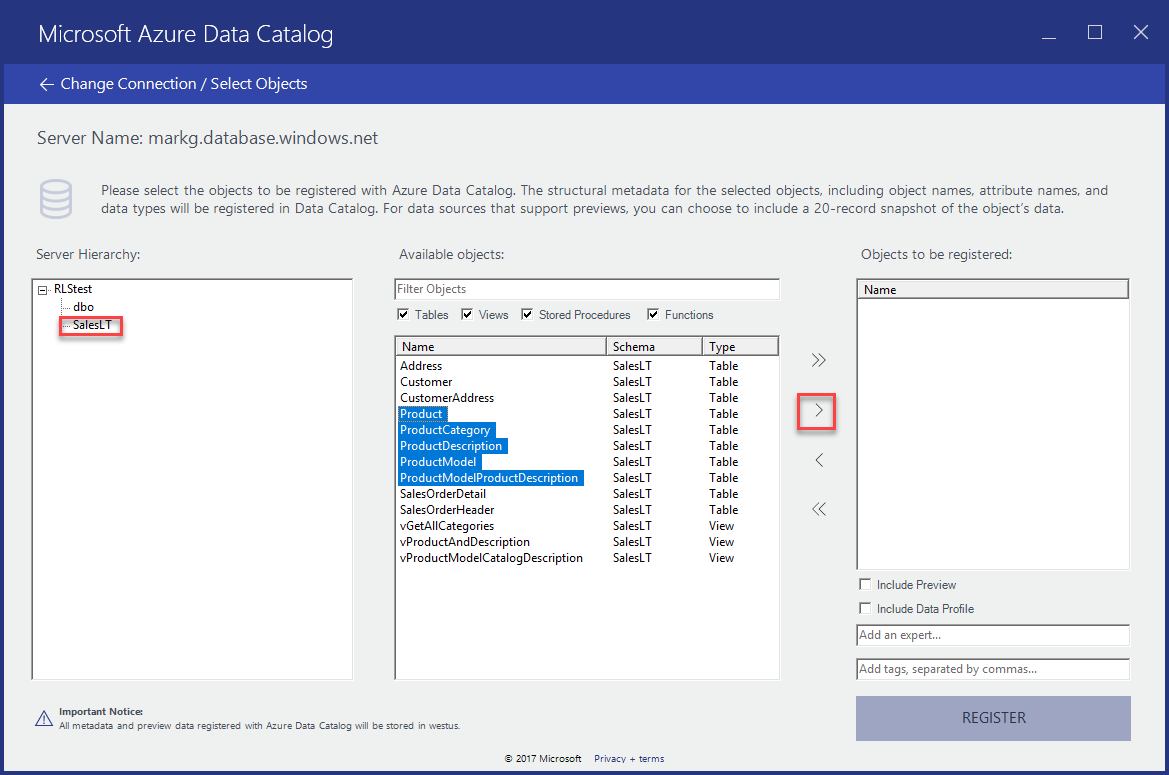 Microsoft Azure Data Catalog
Change Connection / Select Objects
Server Name: markg.database.windows.net
Please select the objects to be registered with Azure Data Catalog. The structural metadata for the selected objects, including object names, attribute names, and
data types will be registered in Data Catalog. For data sources that support previews, you can choose to include a 20-record snapshot of the object's data.
Server Hierarchy:
RLStest
dbo
SalesLT
Available objects:
Filter Objects
Tables Views Stored Procedures Functions
Name Schema Type
Address SalesLT Table
Customer SalesLT Table
CustomerAddress SalesLT Table
Product SalesLT Table
ProductCategory SalesLT Table
ProductDescription SalesLT Table
ProductModel SalesLT Table
ProductModelProductDescription SalesLT Table
SalesOrderDetail SalesLT Table
SalesOrderHeader SalesLT Table
vGetAllCategories SalesLT View
vProductAndDescription SalesLT View
vProductModelCatalogDescription SalesLT View
Objects to be registered:
Name
Include Preview
Include Data Profile
Add an expert...
Add tags, separated by commas...
REGISTER
Important Notice:
All metadata and preview data registered with Azure Data Catalog will be stored in westus.
© 2017 Microsoft Privacy + terms